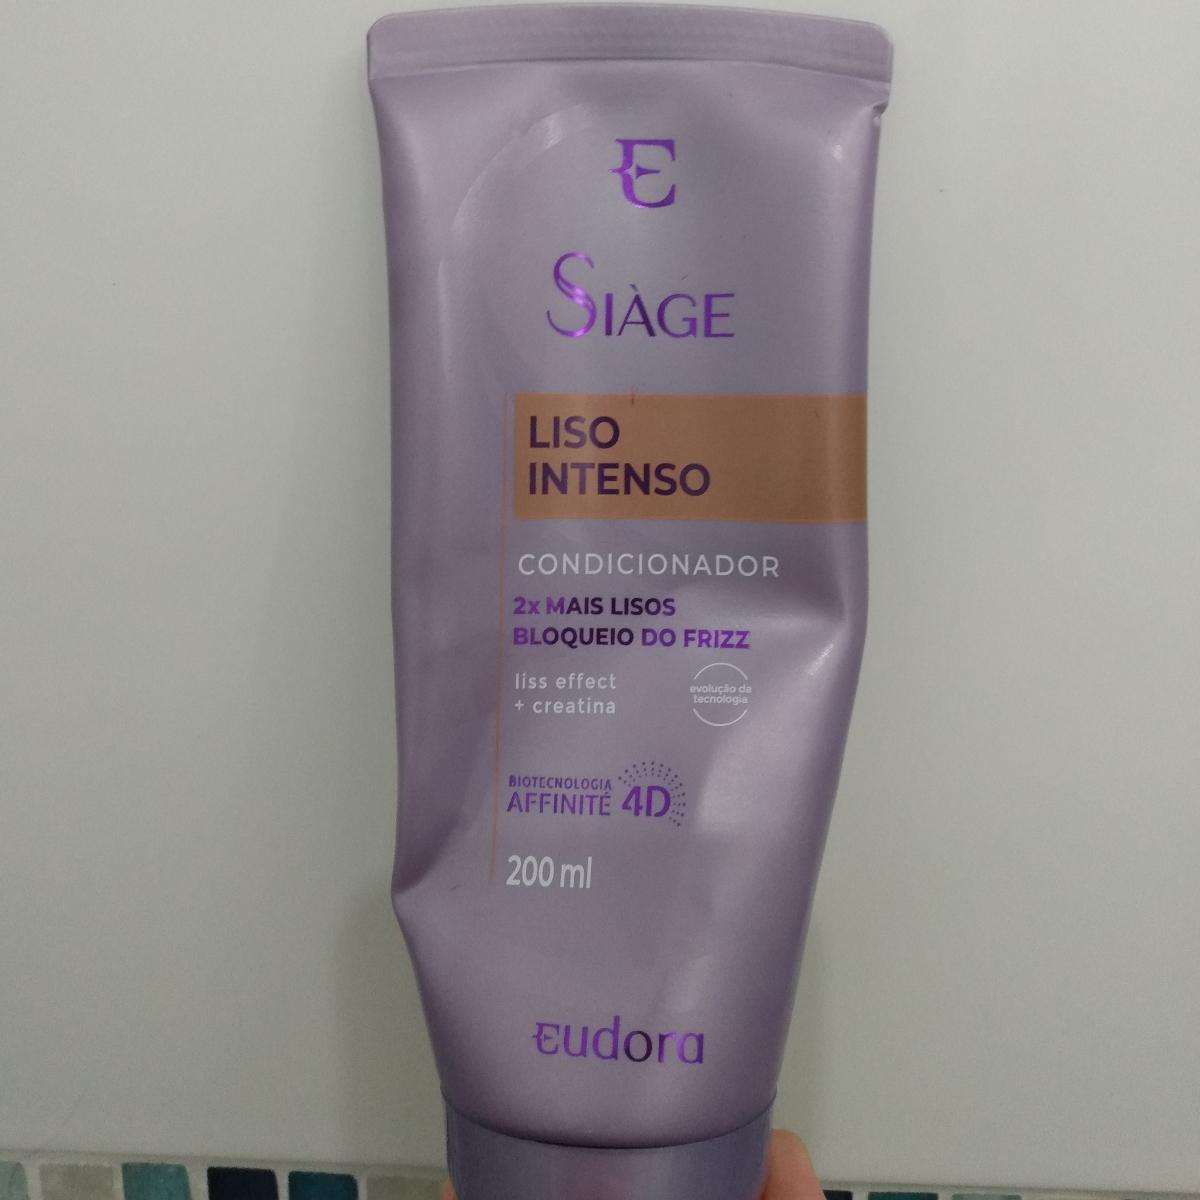 E
SIÀGE
LISO
INTENSO
CONDICIONADOR
2x MAIS LISOS
BLOQUEIO DO FRIZZ
liss effect
+ creatina
evolução da
tecnologia
BIOTECNOLOGIA
AFFINITÉ 4D
200 ml
Eudora